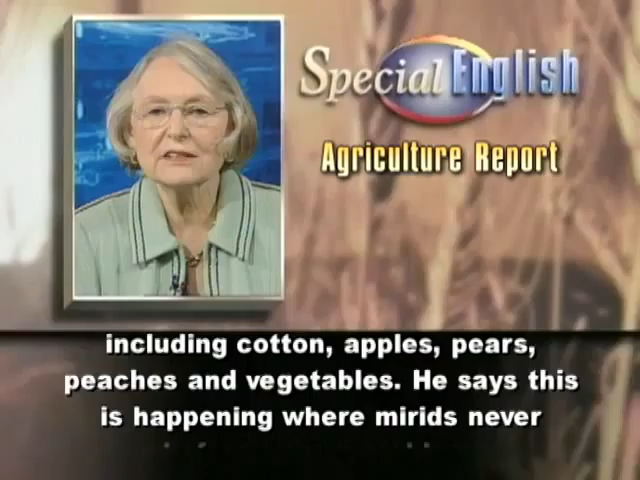 Special English
Agriculture Report
including cotton, apples, pears,
peaches and vegetables. He says this
is happening where mirids never